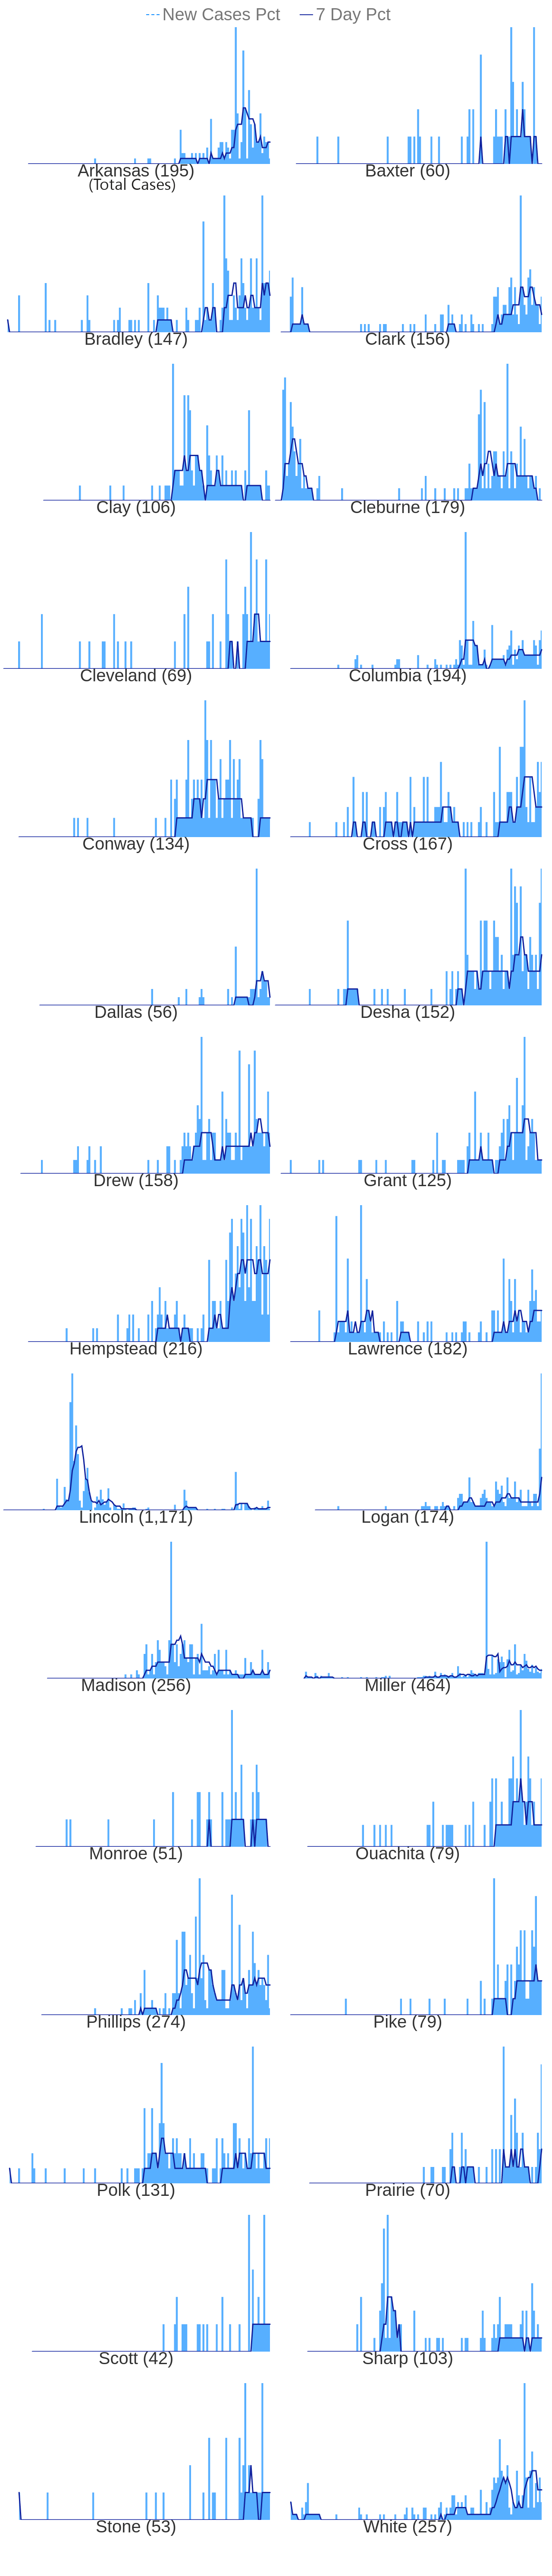 New Cases Pct 7 Day Pct
Arkansas (195) Baxter (60)
(Total Cases)
Bradley (147) Clark (156)
Clay (106) Cleburne (179)
Cleveland (69) Columbia (194)
Conway (134) Cross (167)
Dallas (56) Desha (152)
Drew (158) Grant (125)
Hempstead (216) Lawrence (182)
Lincoln (1,171) Logan (174)
Madison (256) Miller (464)
Monroe (51) Ouachita (79)
Phillips (274) Pike (79)
Polk (131) Prairie (70)
Scott (42) Sharp (103)
Stone (53) White (257)